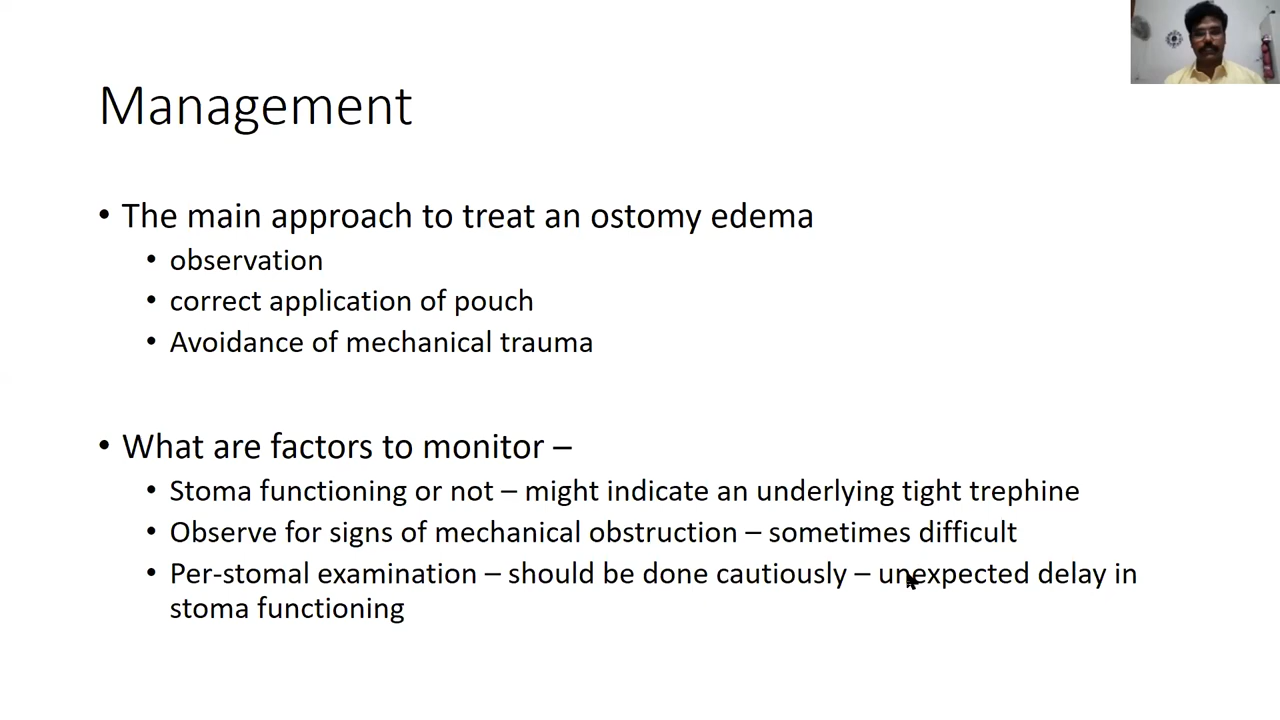 Management
• The main approach to treat an ostomy edema
• observation
• correct application of pouch
• Avoidance of mechanical trauma
• What are factors to monitor –
• Stoma functioning or not – might indicate an underlying tight trephine
• Observe for signs of mechanical obstruction – sometimes difficult
• Per-stomal examination – should be done cautiously – unexpected delay in
stoma functioning